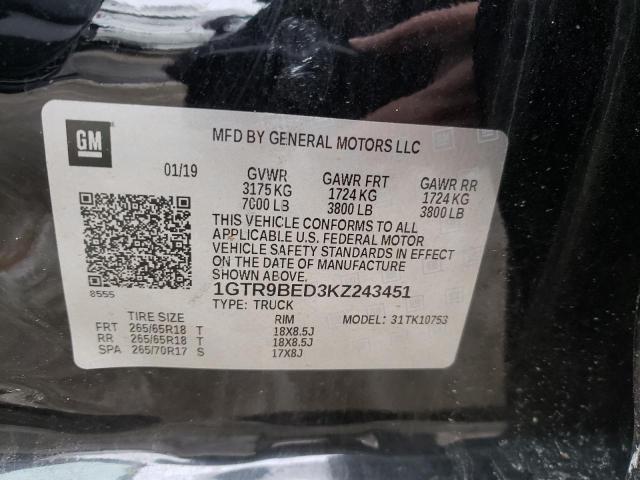 GM
MFD BY GENERAL MOTORS LLC
01/19 GVWR GAWR FRT GAWR RR
3175 KG 1724 KG 1724 KG
7000 LB 3800 LB 3800 LB
THIS VEHICLE CONFORMS TO ALL
APPLICABLE U.S. FEDERAL MOTOR
VEHICLE SAFETY STANDARDS IN EFFECT
ON THE DATE OF MANUFACTURE
SHOWN ABOVE.
8555
1GTR9BED3KZ243451
TYPE: TRUCK
TIRE SIZE RIM MODEL: 31TK10753
FRT 265/65R18 T 18X8.5J
RR 265/65R18 T 18X8.5J
SPA 265/70R17 S 17X8J